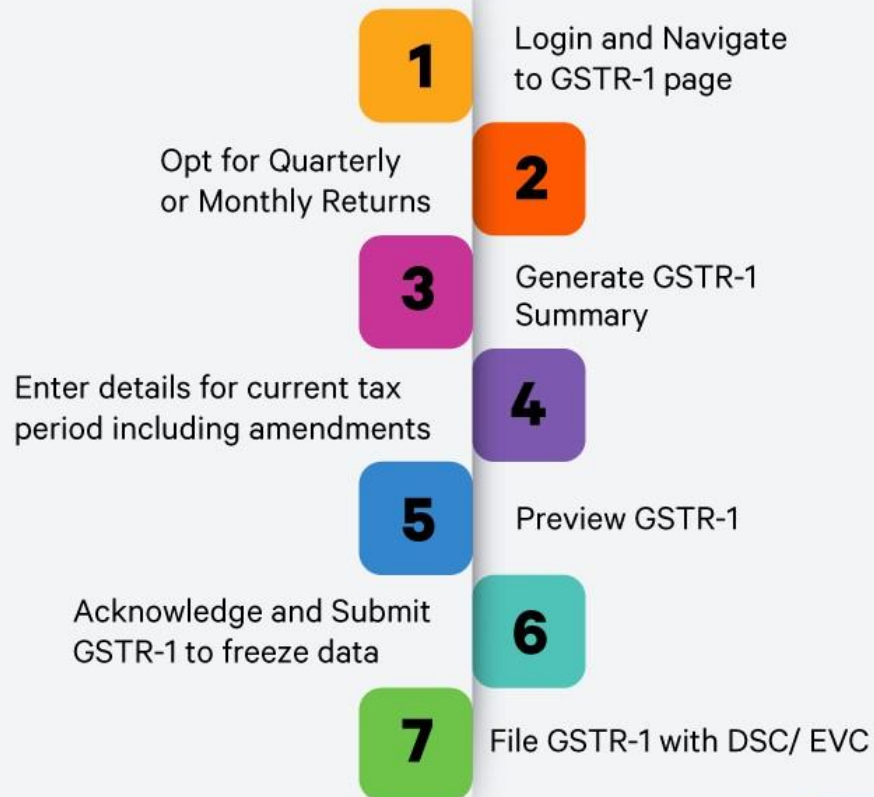 1
Login and Navigate
to GSTR-1 page
Opt for Quarterly
or Monthly Returns
2
3
Generate GSTR-1
Summary
Enter details for current tax
period including amendments
4
5
Preview GSTR-1
Acknowledge and Submit
GSTR-1 to freeze data
6
7
File GSTR-1 with DSC/ EVC